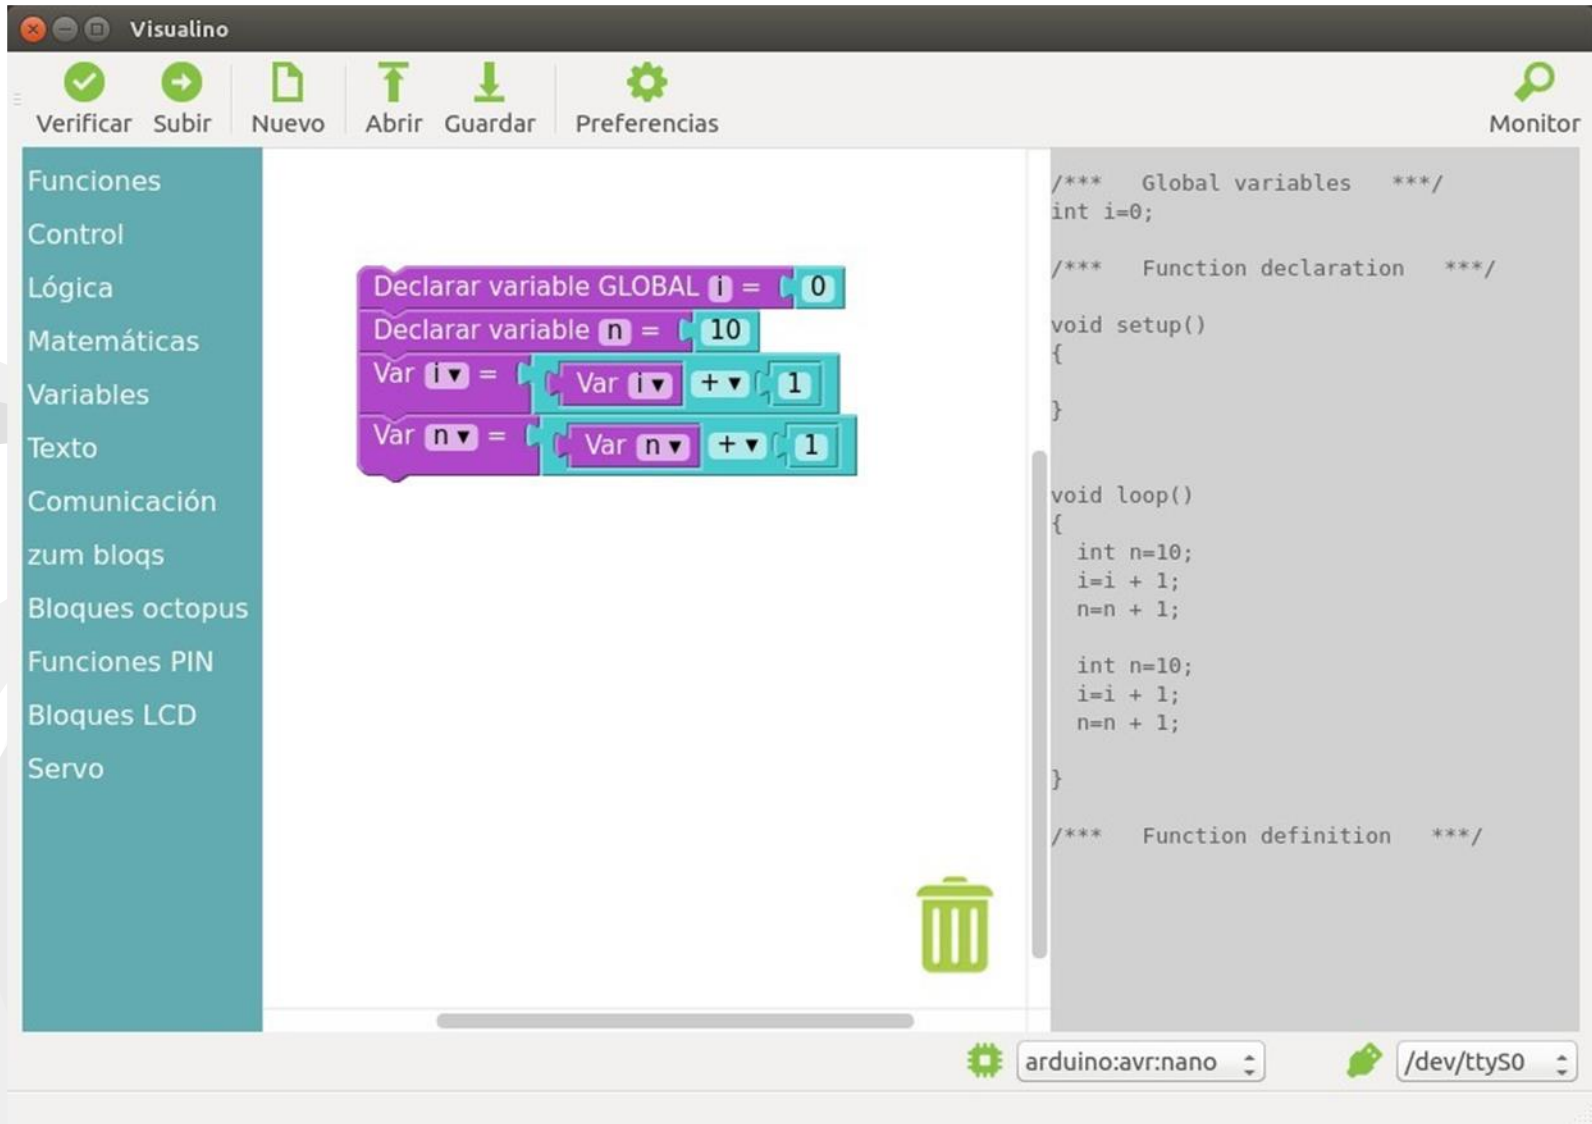 Visualino
Verificar Subir Nuevo Abrir Guardar Preferencias Monitor
Funciones
Control
Lógica
Matemáticas
Variables
Texto
Comunicación
zum bloqs
Bloques octopus
Funciones PIN
Bloques LCD
Servo
Declarar variable GLOBAL i = 0
Declarar variable n = 10
Var i ▼ = Var i ▼ + ▼ 1
Var n ▼ = Var n ▼ + ▼ 1
/*** Global variables ***/
int i=0;
/*** Function declaration ***/
void setup()
{
}
void loop()
{
int n=10;
i=i + 1;
n=n + 1;
int n=10;
i=i + 1;
n=n + 1;
}
/*** Function definition ***/
arduino:avr:nano /dev/ttyS0